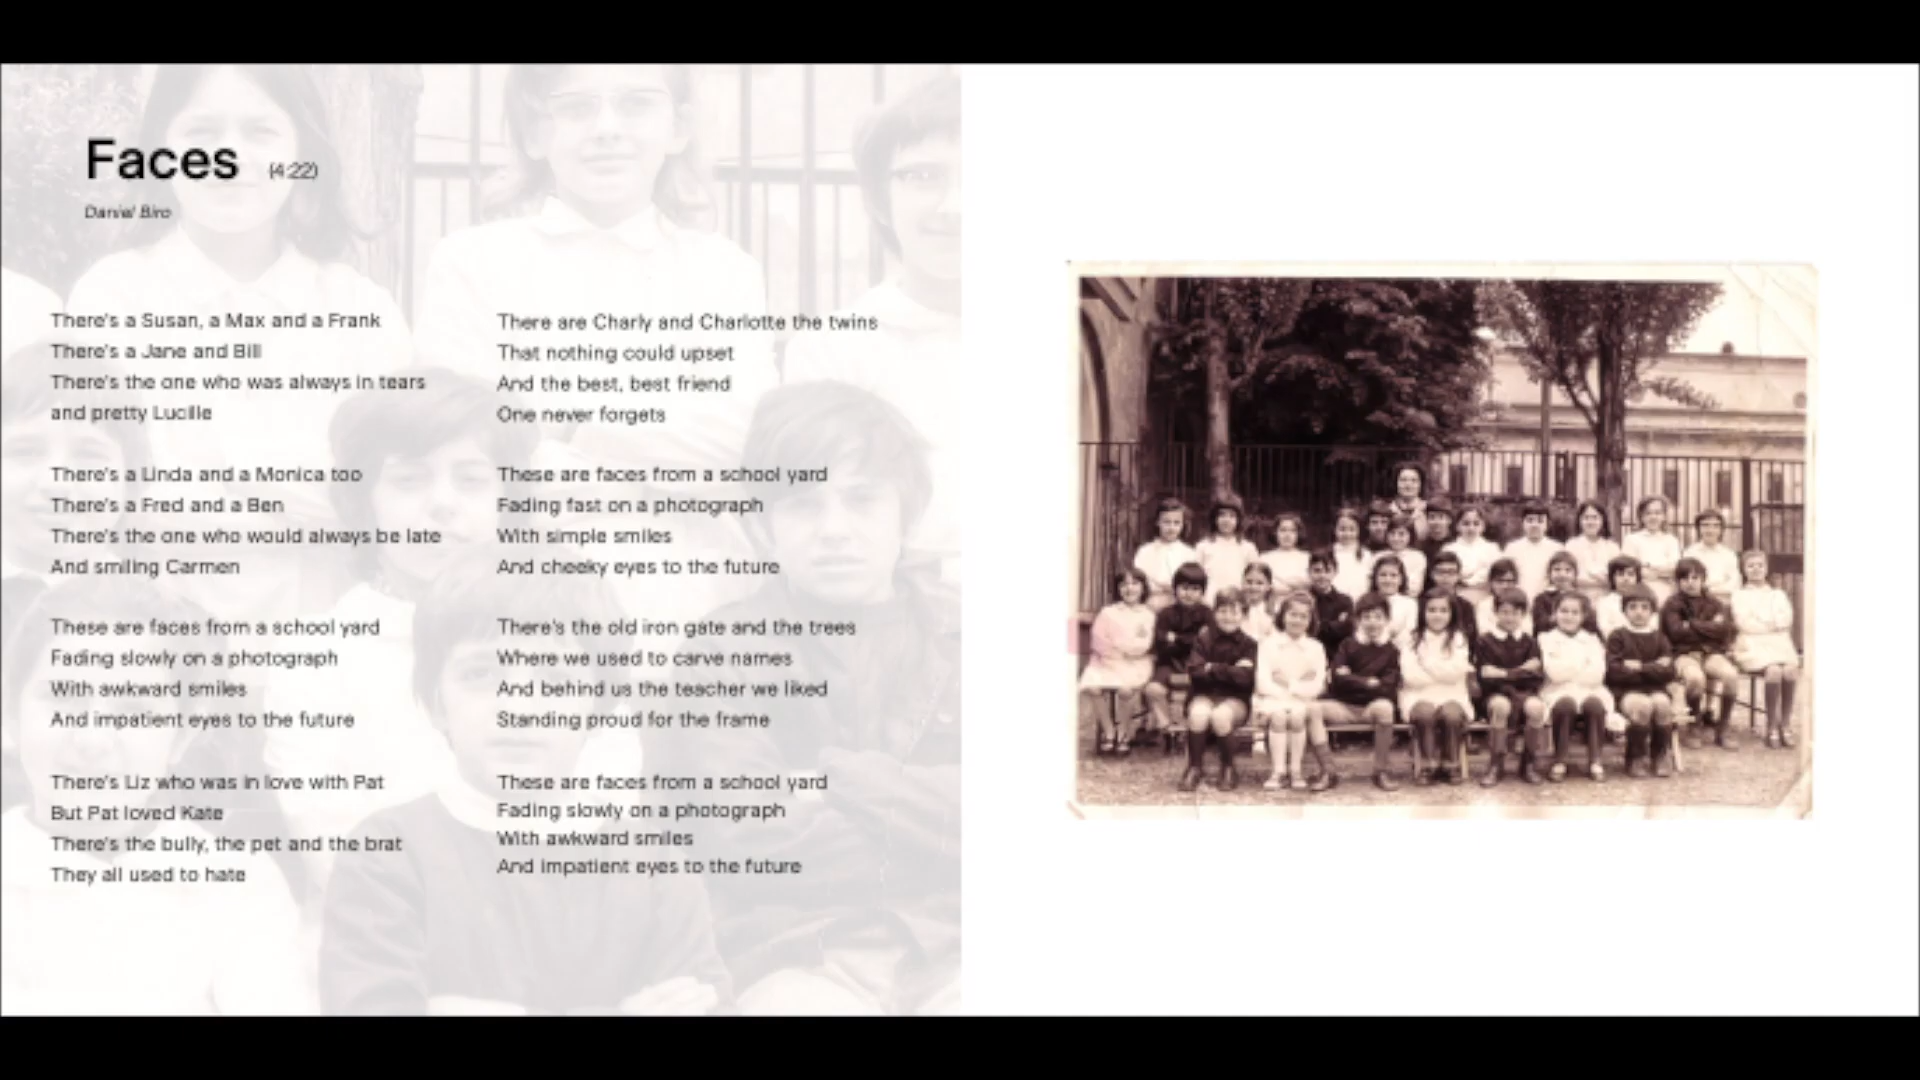 Faces (4:22)
Daniel Biro
There's a Susan, a Max and a Frank
There's a Jane and Bill
There's the one who was always in tears
and pretty Lucille
There's a Linda and a Monica too
There's a Fred and a Ben
There's the one who would always be late
And smiling Carmen
These are faces from a school yard
Fading slowly on a photograph
With awkward smiles
And impatient eyes to the future
There's Liz who was in love with Pat
But Pat loved Kate
There's the bully, the pet and the brat
They all used to hate
There are Charly and Charlotte the twins
That nothing could upset
And the best, best friend
One never forgets
These are faces from a school yard
Fading fast on a photograph
With simple smiles
And cheeky eyes to the future
There's the old iron gate and the trees
Where we used to carve names
And behind us the teacher we liked
Standing proud for the frame
These are faces from a school yard
Fading slowly on a photograph
With awkward smiles
And impatient eyes to the future